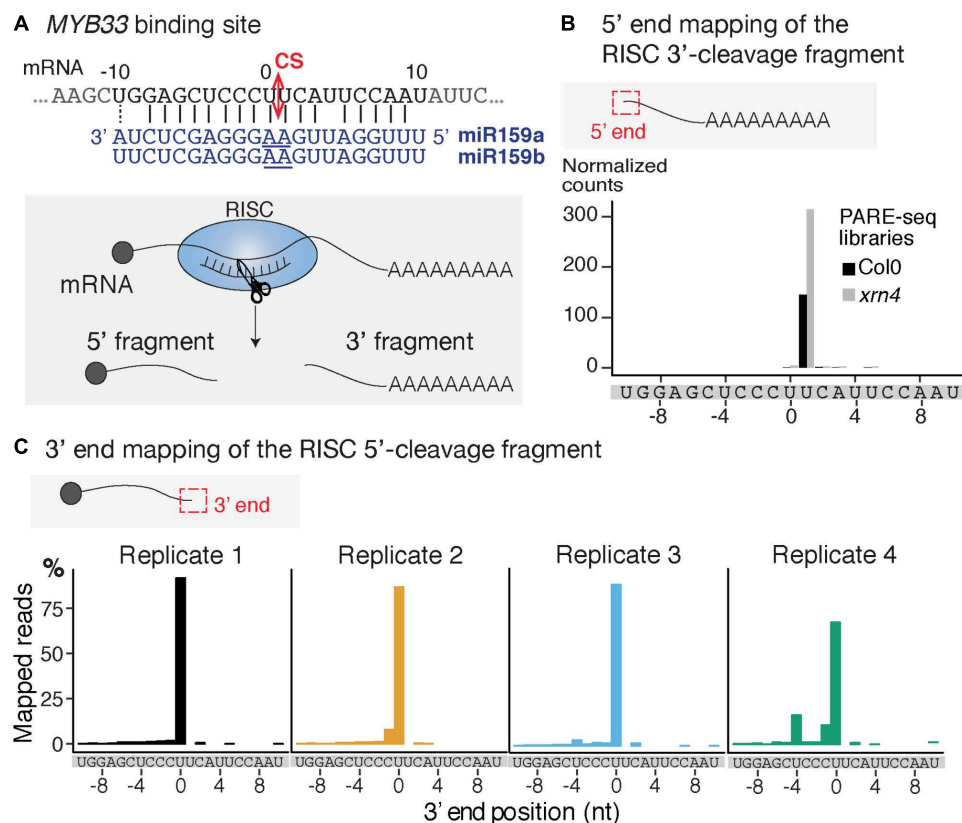 A MYB33 binding site
mRNA -10 0 CS 10
... AAGCUGGAGCUCCCUUCAUUCCAAUAUUC...
3' AUCUCGAGGGAAGUUAGGUUU 5' miR159a
UUCUCGAGGGAAGUUAGGUUU miR159b
RISC
mRNA
AAAAAAAAA
5' fragment 3' fragment
AAAAAAAAA
B 5' end mapping of the
RISC 3'-cleavage fragment
5' end
AAAAAAAAA
Normalized
counts
300
200
100
0
PARE-seq
libraries
Col0
xrn4
UGGAGCUCCCUUCAUUCCAAU
-8 -4 0 4 8
C 3' end mapping of the RISC 5'-cleavage fragment
3' end
Replicate 1 Replicate 2 Replicate 3 Replicate 4
%
75
50
25
0
Mapped reads
UGGAGCUCCCUUCAUUCCAAU UGGAGCUCCCUUCAUUCCAAU UGGAGCUCCCUUCAUUCCAAU UGGAGCUCCCUUCAUUCCAAU
-8 -4 0 4 8 -8 -4 0 4 8 -8 -4 0 4 8 -8 -4 0 4 8
3' end position (nt)